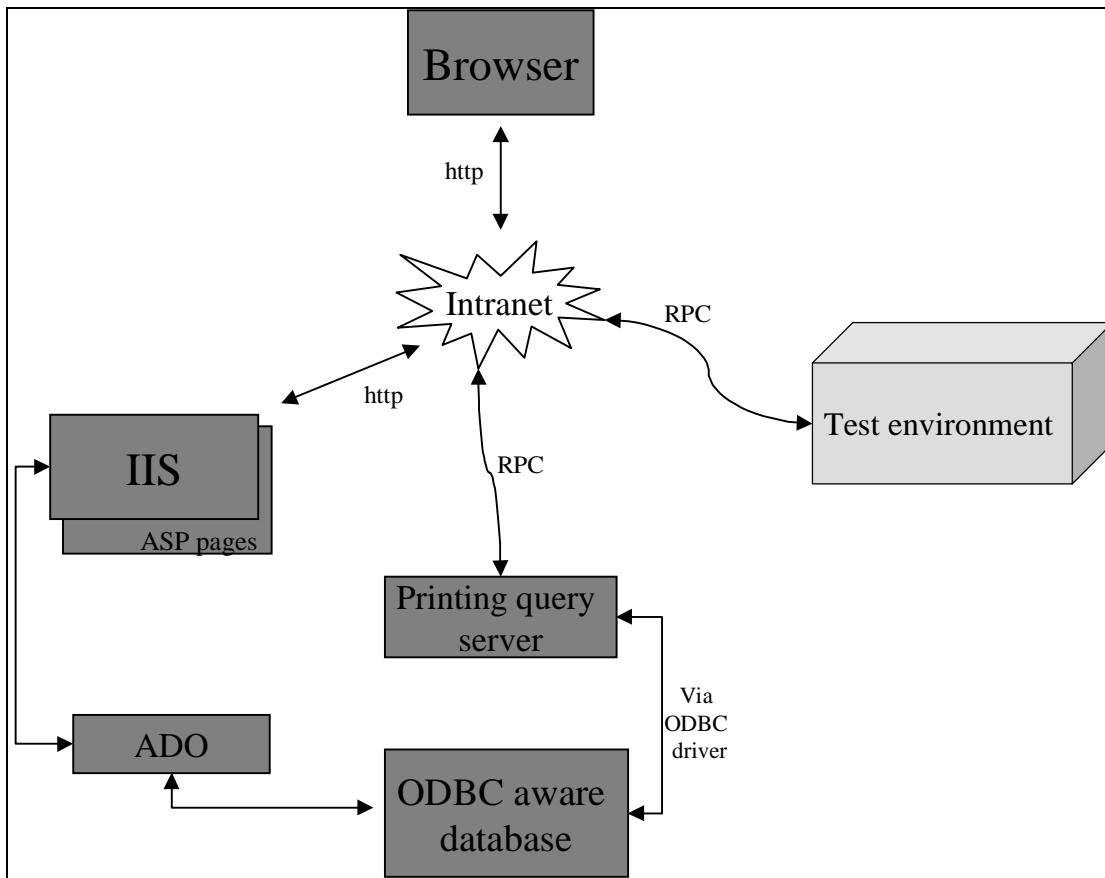 Browser
http
Intranet
RPC
http
Test environment
IIS
RPC
ASP pages
Printing query
server
Via
ODBC
driver
ADO
ODBC aware
database